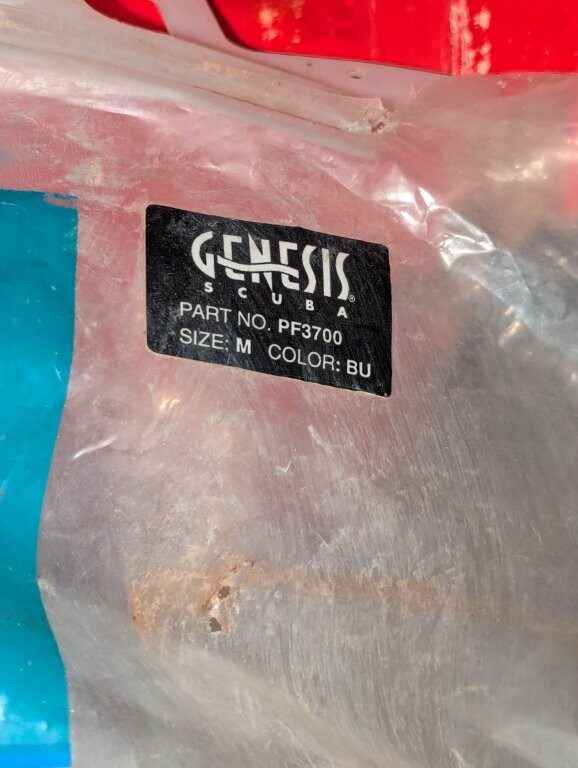 GENESIS®
SCUBA
PART NO. PF3700
SIZE: M COLOR: BU